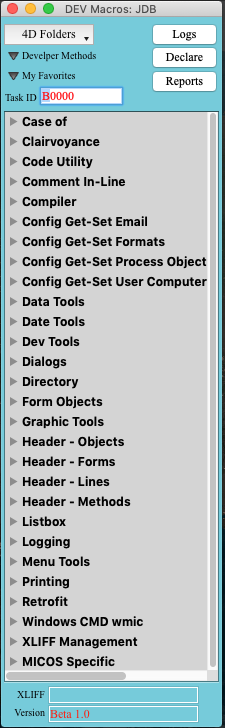 DEV Macros: JDB
4D Folders
Logs
Develper Methods
Declare
My Favorites
Reports
Task ID B0000
Case of
Clairvoyance
Code Utility
Comment In-Line
Compiler
Config Get-Set Email
Config Get-Set Formats
Config Get-Set Process Object
Config Get-Set User Computer
Data Tools
Date Tools
Dev Tools
Dialogs
Directory
Form Objects
Graphic Tools
Header - Objects
Header - Forms
Header - Lines
Header - Methods
Listbox
Logging
Menu Tools
Printing
Retrofit
Windows CMD wmic
XLIFF Management
MICOS Specific
XLIFF
Version Beta 1.0